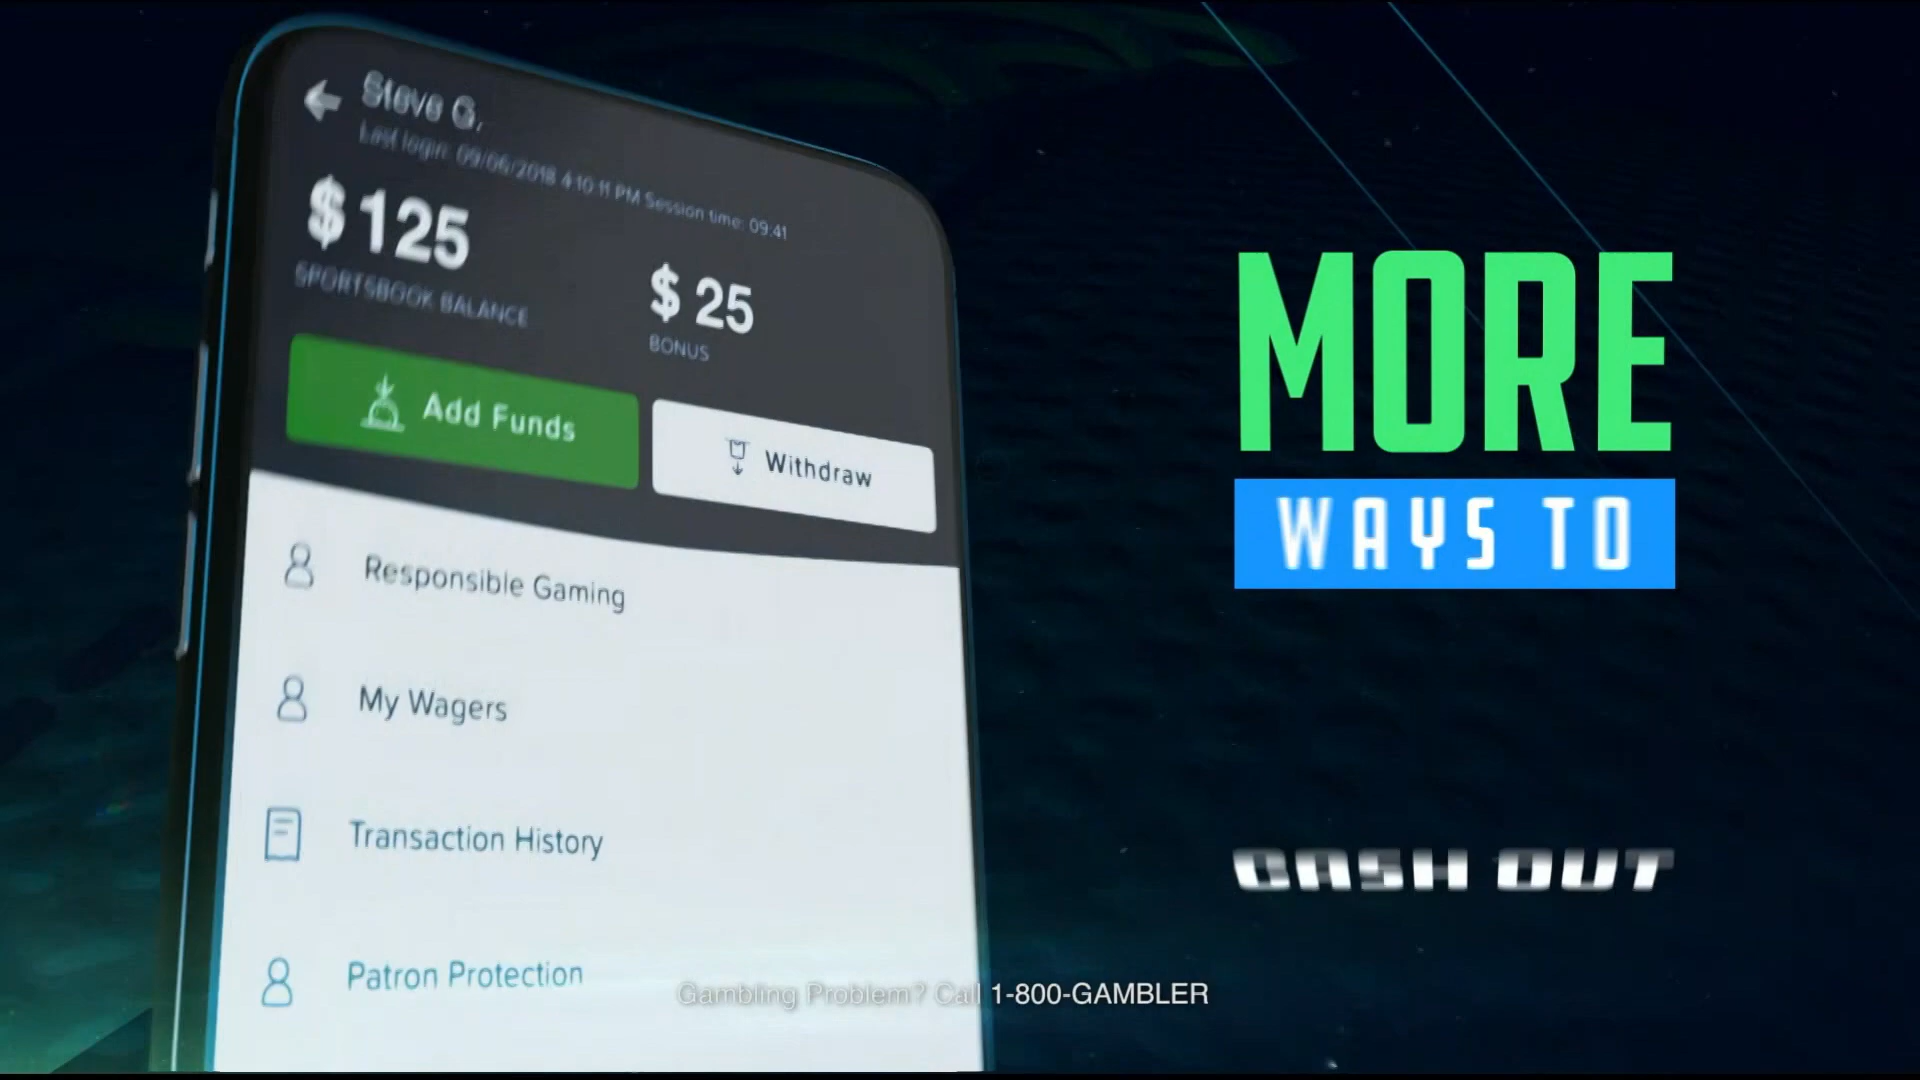 Steve G.
Last login: 09/06/2018 4:10:11 PM Session time: 09:41
$125
SPORTSBOOK BALANCE
$ 25
BONUS
Add Funds
Withdraw
Responsible Gaming
My Wagers
Transaction History
Patron Protection
MORE
WAYS TO
CASH OUT
Gambling Problem? Call 1-800-GAMBLER